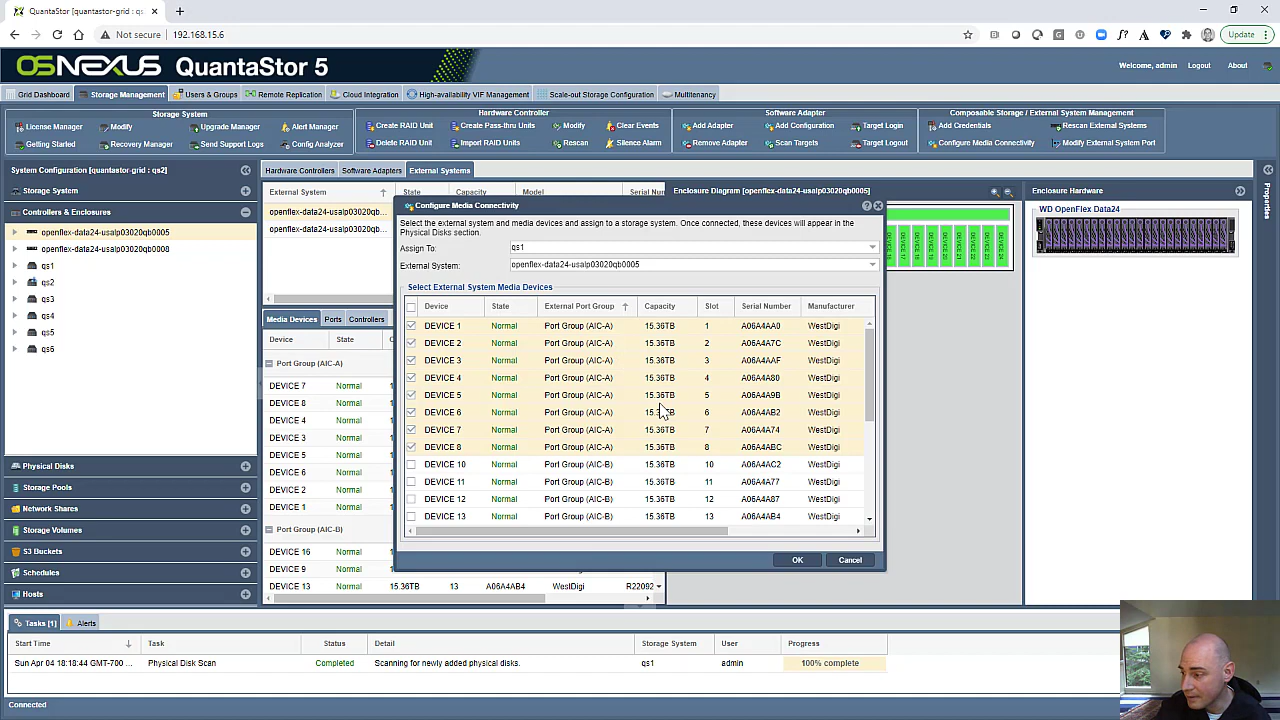 QuantaStor (quantastor-grid : qs
Not secure
192.168.15.6
Update
OSNEXUS QuantaStor 5
Welcome, admin
Logout
About
Grid Dashboard
Storage Management
Users & Groups
Remote Replication
Cloud Integration
High-availability VIF Management
Scale-out Storage Configuration
Multitenancy
Storage System
Hardware Controller
Software Adapter
Composable Storage / External System Management
License Manager
Modify
Upgrade Manager
Alert Manager
Create RAID Unit
Create Pass-thru Units
Modify
Clear Events
Add Adapter
Add Configuration
Target Login
Add Credentials
Rescan External Systems
Getting Started
Recovery Manager
Send Support Logs
Config Analyzer
Delete RAID Unit
Import RAID Units
Rescan
Silence Alarm
Remove Adapter
Scan Targets
Target Logout
Configure Media Connectivity
Modify External System Port
System Configuration [quantastor-grid : qs2]
Storage System
Controllers & Enclosures
openflex-data24-usalp03020qb0005
openflex-data24-usalp03020qb0008
qs1
qs2
qs3
qs4
qs5
qs6
Physical Disks
Storage Pools
Network Shares
Storage Volumes
S3 Buckets
Schedules
Hosts
Hardware Controllers
Software Adapters
External Systems
External System
State
Capacity
Model
Serial Num
openflex-data24-usalp03020qb...
openflex-data24-usalp03020qb...
Enclosure Diagram [openflex-data24-usalp03020qb0005]
Enclosure Hardware
WD OpenFlex Data24
Properties
Media Devices
Ports
Controllers
Device
State
Port Group (AIC-A)
DEVICE 7 Normal
DEVICE 8 Normal
DEVICE 4 Normal
DEVICE 3 Normal
DEVICE 5 Normal
DEVICE 6 Normal
DEVICE 2 Normal
DEVICE 1 Normal
Port Group (AIC-B)
DEVICE 16 Normal
DEVICE 9 Normal
DEVICE 13 Normal 15.36TB 13 A06A4AB4 WestDigi R22092
Configure Media Connectivity
Select the external system and media devices and assign to a storage system. Once connected, these devices will appear in the
Physical Disks section.
Assign To: qs1
External System: openflex-data24-usalp03020qb0005
Select External System Media Devices
Device State External Port Group Capacity Slot Serial Number Manufacturer
DEVICE 1 Normal Port Group (AIC-A) 15.36TB 1 A06A4AA0 WestDigi
DEVICE 2 Normal Port Group (AIC-A) 15.36TB 2 A06A4A7C WestDigi
DEVICE 3 Normal Port Group (AIC-A) 15.36TB 3 A06A4AAF WestDigi
DEVICE 4 Normal Port Group (AIC-A) 15.36TB 4 A06A4A80 WestDigi
DEVICE 5 Normal Port Group (AIC-A) 15.36TB 5 A06A4A9B WestDigi
DEVICE 6 Normal Port Group (AIC-A) 6 A06A4AB2 WestDigi
DEVICE 7 Normal Port Group (AIC-A) 15.36TB 7 A06A4A74 WestDigi
DEVICE 8 Normal Port Group (AIC-A) 15.36TB 8 A06A4ABC WestDigi
DEVICE 10 Normal Port Group (AIC-B) 15.36TB 10 A06A4AC2 WestDigi
DEVICE 11 Normal Port Group (AIC-B) 15.36TB 11 A06A4A77 WestDigi
DEVICE 12 Normal Port Group (AIC-B) 15.36TB 12 A06A4A87 WestDigi
DEVICE 13 Normal Port Group (AIC-B) 15.36TB 13 A06A4AB4 WestDigi
OK
Cancel
Tasks [1]
Alerts
Start Time Task Status Detail Storage System User Progress
Sun Apr 04 18:18:44 GMT-700 ... Physical Disk Scan Completed Scanning for newly added physical disks. qs1 admin 100% complete
Connected